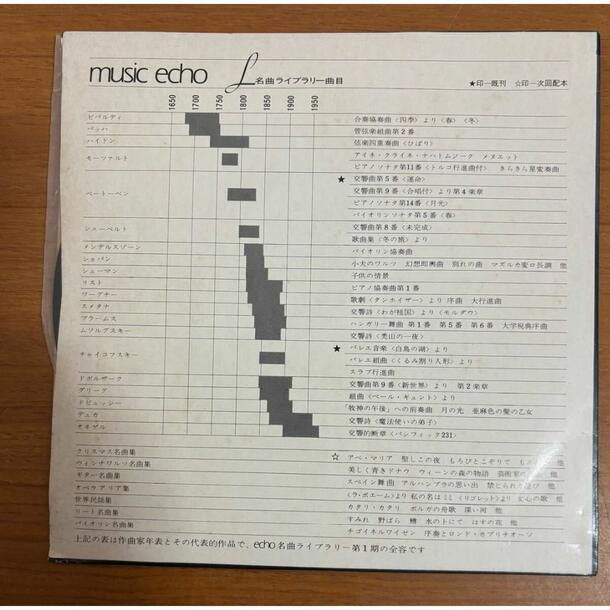 music echo 名曲ライブラリー曲目 ★印―既刊 ☆印―次回配本
1650 1700 1750 1800 1850 1900 1950
ビバルディ 合奏協奏曲〈四季〉より〈春〉〈冬〉
バッハ 管弦楽組曲第2番
ハイドン 弦楽四重奏曲〈ひばり〉
モーツァルト アイネ・クライネ・ナハトムジーク メヌエット
ピアノソナタ第11番〈トルコ行進曲付〉 きらきら星変奏曲
★ 交響曲第5番〈運命〉
ベートーベン 交響曲第9番〈合唱付〉より第4楽章
ピアノソナタ第14番〈月光〉
バイオリンソナタ第5番〈春〉
シューベルト 交響曲第8番〈未完成〉
歌曲集〈冬の旅〉より
メンデルスゾーン バイオリン協奏曲
ショパン 小犬のワルツ 幻想即興曲 別れの曲 マズルカ変ロ長調 他
シューマン 子供の情景
リスト ピアノ協奏曲第1番
ワーグナー 歌劇〈タンホイザー〉より 序曲 大行進曲
スメタナ 交響詩〈わが祖国〉より〈モルダウ〉
ブラームス ハンガリー舞曲 第1番 第5番 第6番 大学祝典序曲
ムソルグスキー 交響詩〈禿山の一夜〉
★ バレエ音楽〈白鳥の湖〉より
チャイコフスキー バレエ組曲〈くるみ割り人形〉より
スラブ行進曲
ドボルザーク 交響曲第9番〈新世界〉より 第2楽章
グリーグ 組曲〈ペール・ギュント〉より
ドビュッシー 「牧神の午後」への前奏曲 月の光 亜麻色の髪の乙女
デュカ 交響詩〈魔法使いの弟子〉
オネゲル 交響的断章〈パシフィック231〉
クリスマス名曲集 ☆ アベ・マリア 聖しこの夜 もろびとこぞりて 他
ウィンナワルツ名曲集 美しく青きドナウ ウィーンの森の物語 他
ギター名曲集 スペイン舞曲 アルハンブラの思い出 禁じられた遊び 他
オペラアリア集 〈ラ・ボエーム〉より 私の名はミミ 〈リゴレット〉より 女心の歌 他
世界民謡集 カタリ・カタリ ボルガの舟歌 深い河 他
リート名曲集 すみれ 野ばら 鱒 水の上にて はすの花 他
バイオリン名曲集 チゴイネルワイゼン 序奏とロンド・カプリチオーソ
上記の表は作曲家年表とその代表的作品で、echo名曲ライブラリー第1期の全容です